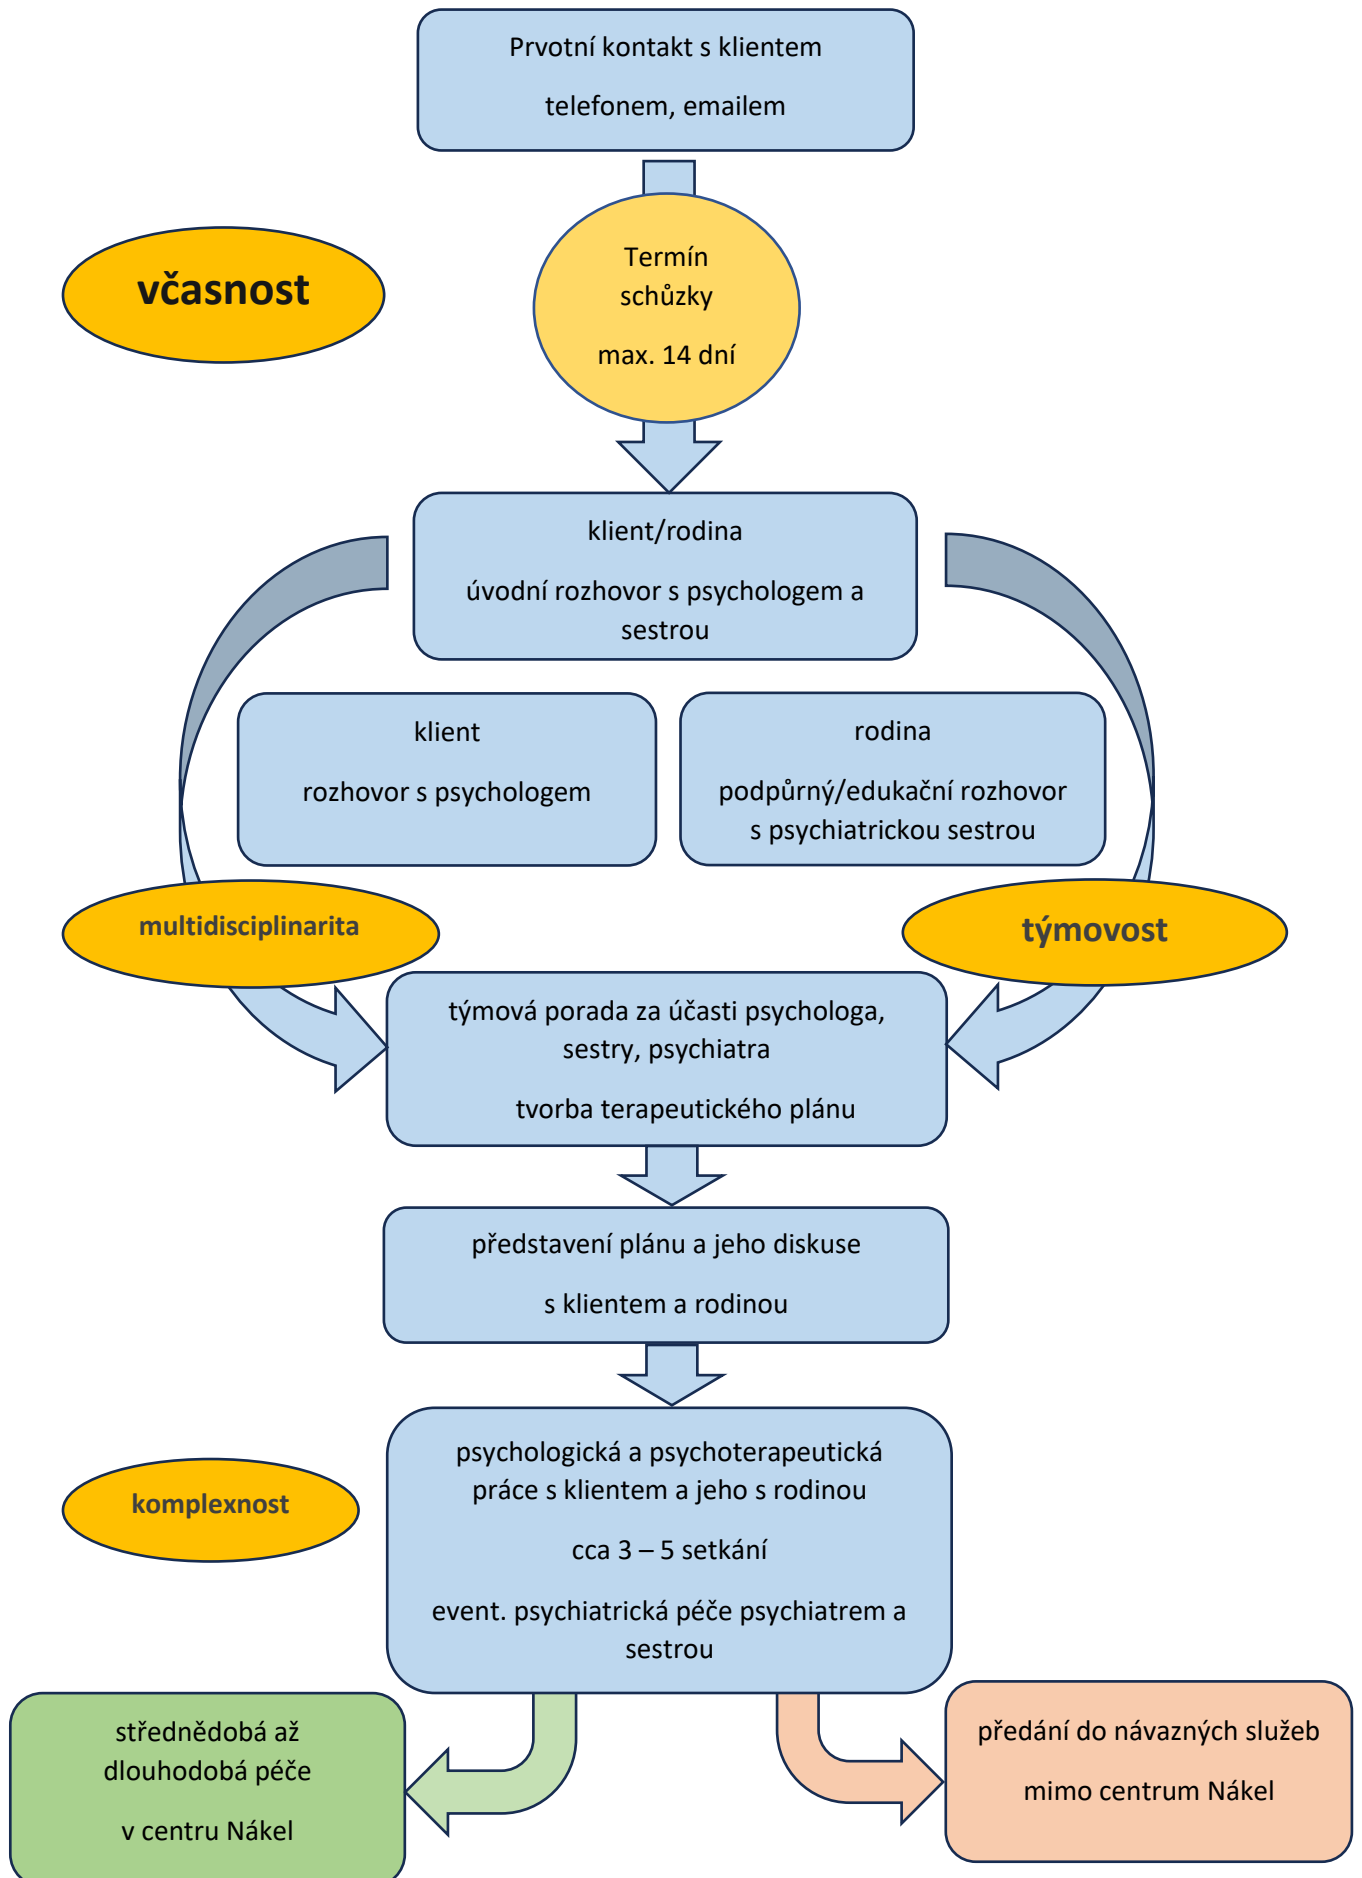 Prvotní kontakt s klientem
telefonem, emailem
včasnost
Termín
schůzky
max. 14 dní
klient/rodina
úvodní rozhovor s psychologem a
sestrou
klient
rozhovor s psychologem
rodina
podpůrný/edukační rozhovor
s psychiatrickou sestrou
multidisciplinarita
týmovost
týmová porada za účasti psychologa,
sestry, psychiatra
tvorba terapeutického plánu
představení plánu a jeho diskuse
s klientem a rodinou
komplexnost
psychologická a psychoterapeutická
práce s klientem a jeho s rodinou
cca 3 – 5 setkání
event. psychiatrická péče psychiatrem a
sestrou
střednědobá až
dlouhodobá péče
v centru Nákel
předání do návazných služeb
mimo centrum Nákel